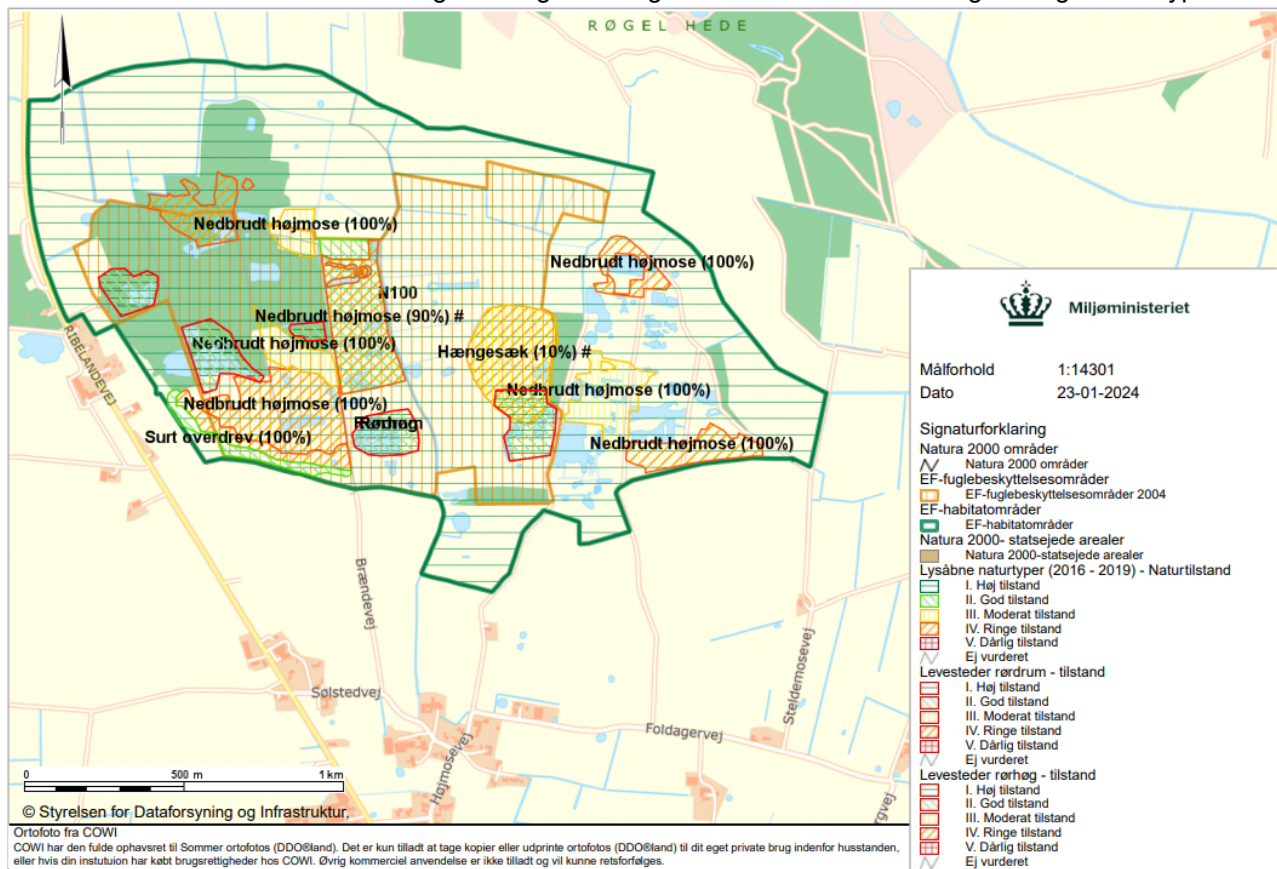 RØGEL HEDE
Nedbrudt højmose (100%)
Nedbrudt højmose (100%)
N100
Nedbrudt højmose (90%) #
Nedbrudt højmose (100%)
Hængesæk (10%) #
Nedbrudt højmose (100%)
Nedbrudt højmose (100%)
Surt overdrev (100%)
Nedbrudt højmose (100%)
RIBELANDEVEJ
Brændevej
Sølstedvej
Højmosevej
Foldagervej
Steldemosevej
0 500 m 1 km
© Styrelsen for Dataforsyning og Infrastruktur,
Ortofoto fra COWI
COWI har den fulde ophavsret til Sommer ortofotos (DDO®land). Det er kun tilladt at tage kopier eller udprinte ortofotos (DDO®land) til dit eget private brug indenfor husstanden,
eller hvis din instutuion har købt brugsrettigheder hos COWI. Øvrig kommerciel anvendelse er ikke tilladt og vil kunne retsforfølges.
Miljøministeriet
Målforhold 1:14301
Dato 23-01-2024
Signaturforklaring
Natura 2000 områder
Natura 2000 områder
EF-fuglebeskyttelsesområder
EF-fuglebeskyttelsesområder 2004
EF-habitatområder
EF-habitatområder
Natura 2000- statsejede arealer
Natura 2000-statsejede arealer
Lysåbne naturtyper (2016 - 2019) - Naturtilstand
I. Høj tilstand
II. God tilstand
III. Moderat tilstand
IV. Ringe tilstand
V. Dårlig tilstand
Ej vurderet
Levesteder rørdrum - tilstand
I. Høj tilstand
II. God tilstand
III. Moderat tilstand
IV. Ringe tilstand
V. Dårlig tilstand
Ej vurderet
Levesteder rørhøg - tilstand
I. Høj tilstand
II. God tilstand
III. Moderat tilstand
IV. Ringe tilstand
V. Dårlig tilstand
Ej vurderet